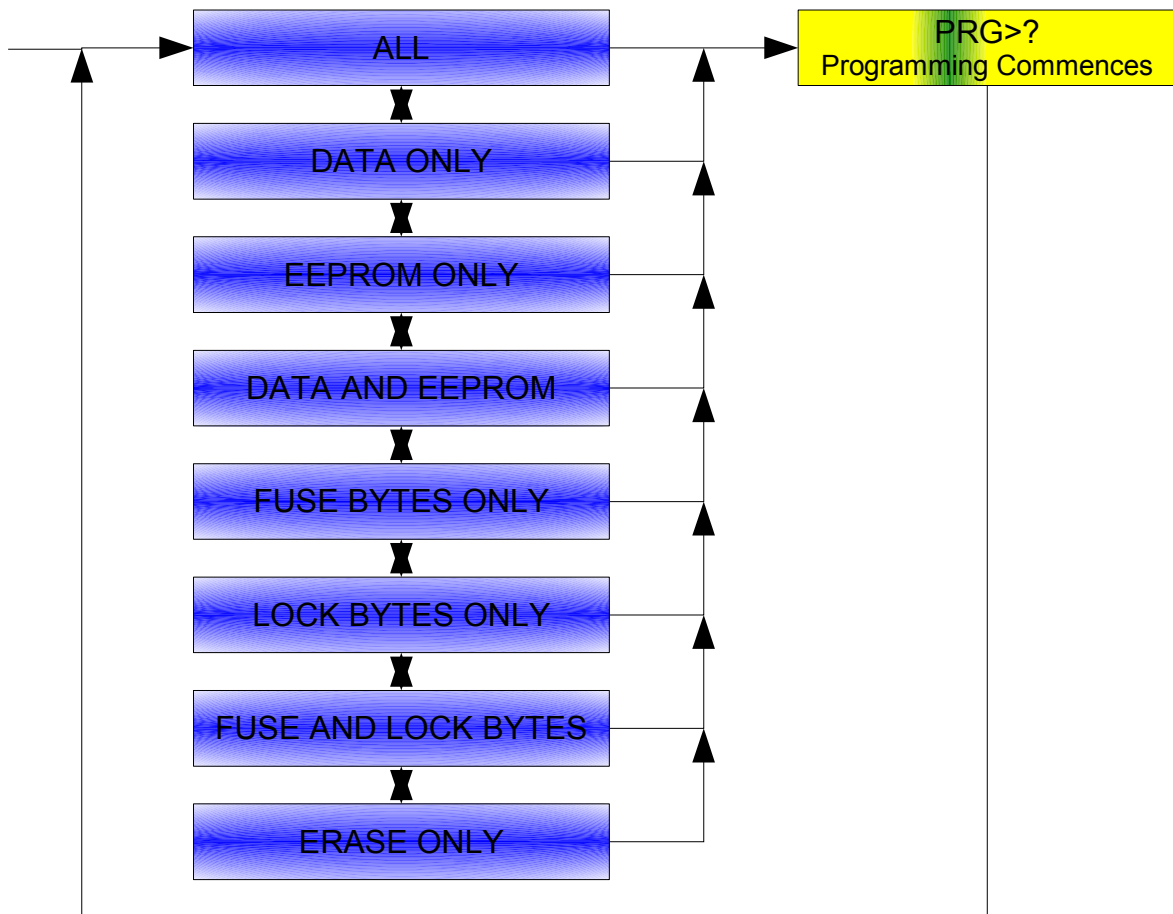 ALL
PRG>?
Programming Commences
DATA ONLY
EEPROM ONLY
DATA AND EEPROM
FUSE BYTES ONLY
LOCK BYTES ONLY
FUSE AND LOCK BYTES
ERASE ONLY